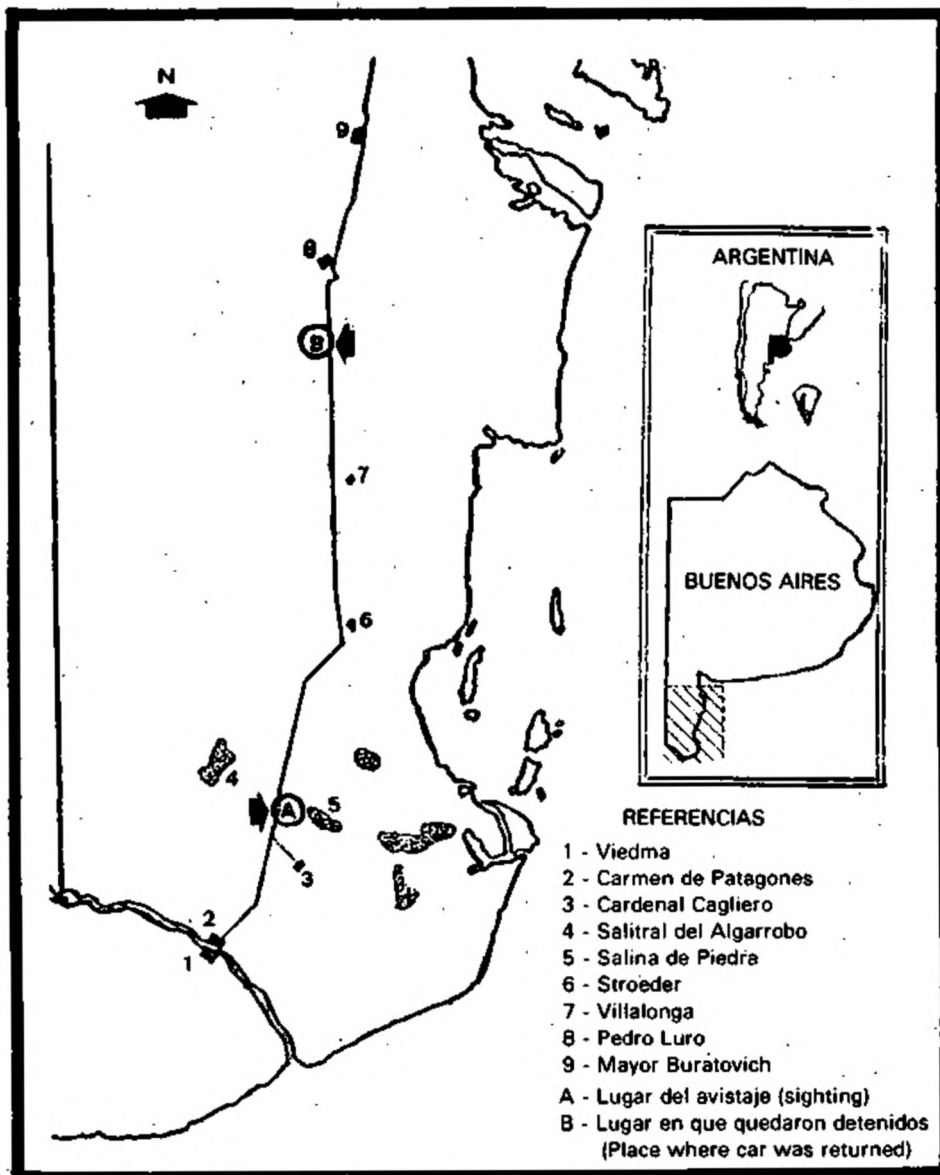 N
9
8
B
7
6
4
A
5
3
2
1
ARGENTINA
BUENOS AIRES
REFERENCIAS
1 - Viedma
2 - Carmen de Patagones
3 - Cardenal Cagliero
4 - Salitral del Algarrobo
5 - Salina de Piedra
6 - Stroeder
7 - Villalonga
8 - Pedro Luro
9 - Mayor Buratovich
A - Lugar del avistaje (sighting)
B - Lugar en que quedaron detenidos
(Place where car was returned)